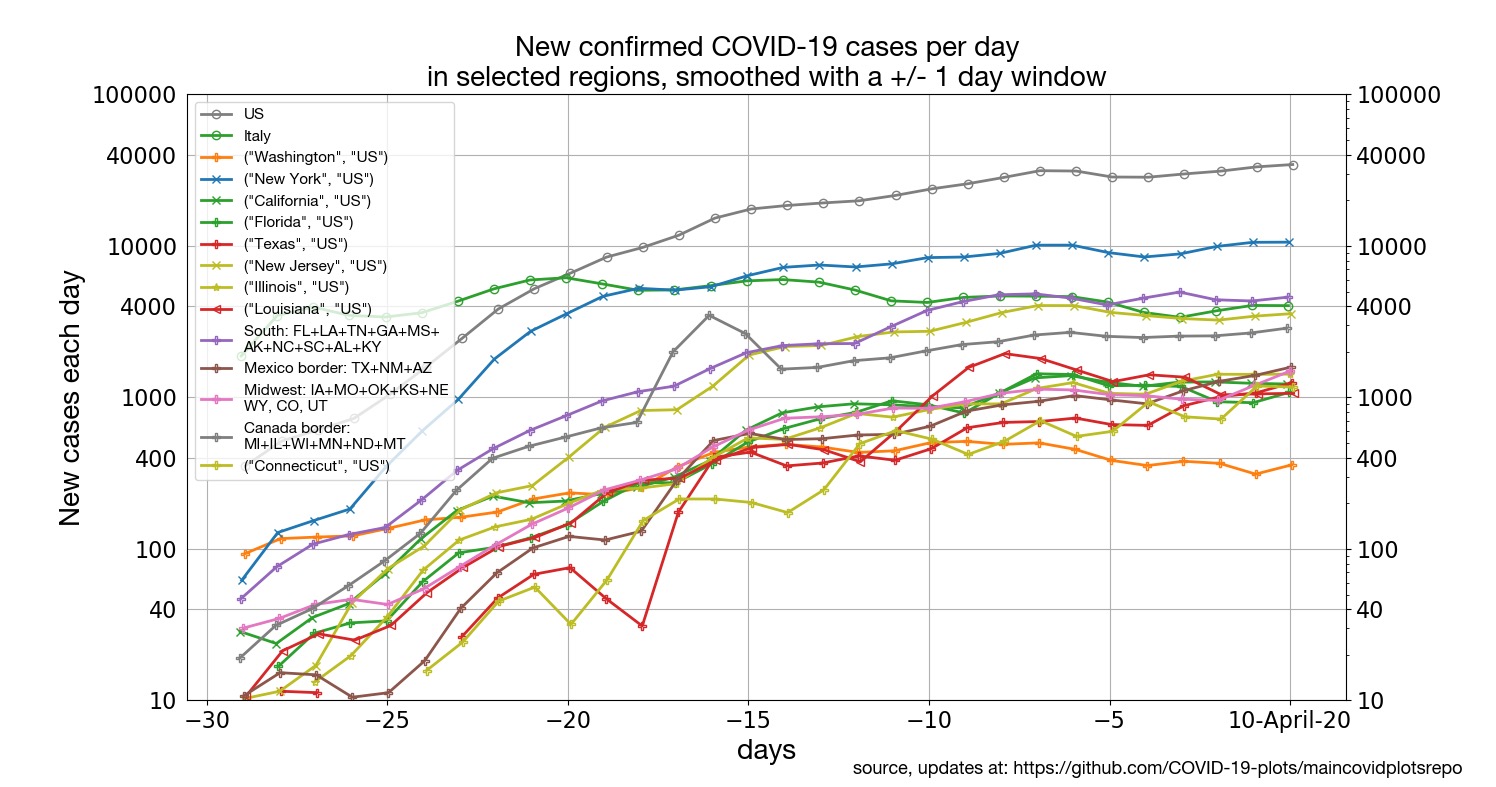 New confirmed COVID-19 cases per day
in selected regions, smoothed with a +/- 1 day window
100000
40000
10000
4000
1000
400
100
40
10
New cases each day
US
Italy
("Washington", "US")
("New York", "US")
("California", "US")
("Florida", "US")
("Texas", "US")
("New Jersey", "US")
("Illinois", "US")
("Louisiana", "US")
South: FL+LA+TN+GA+MS+
AK+NC+SC+AL+KY
Mexico border: TX+NM+AZ
Midwest: IA+MO+OK+KS+NE
WY, CO, UT
Canada border:
MI+IL+WI+MN+ND+MT
("Connecticut", "US")
100000
40000
10000
4000
1000
400
100
40
10
−30 −25 −20 −15 −10 −5 10-April-20
days
source, updates at: https://github.com/COVID-19-plots/maincovidplotsrepo